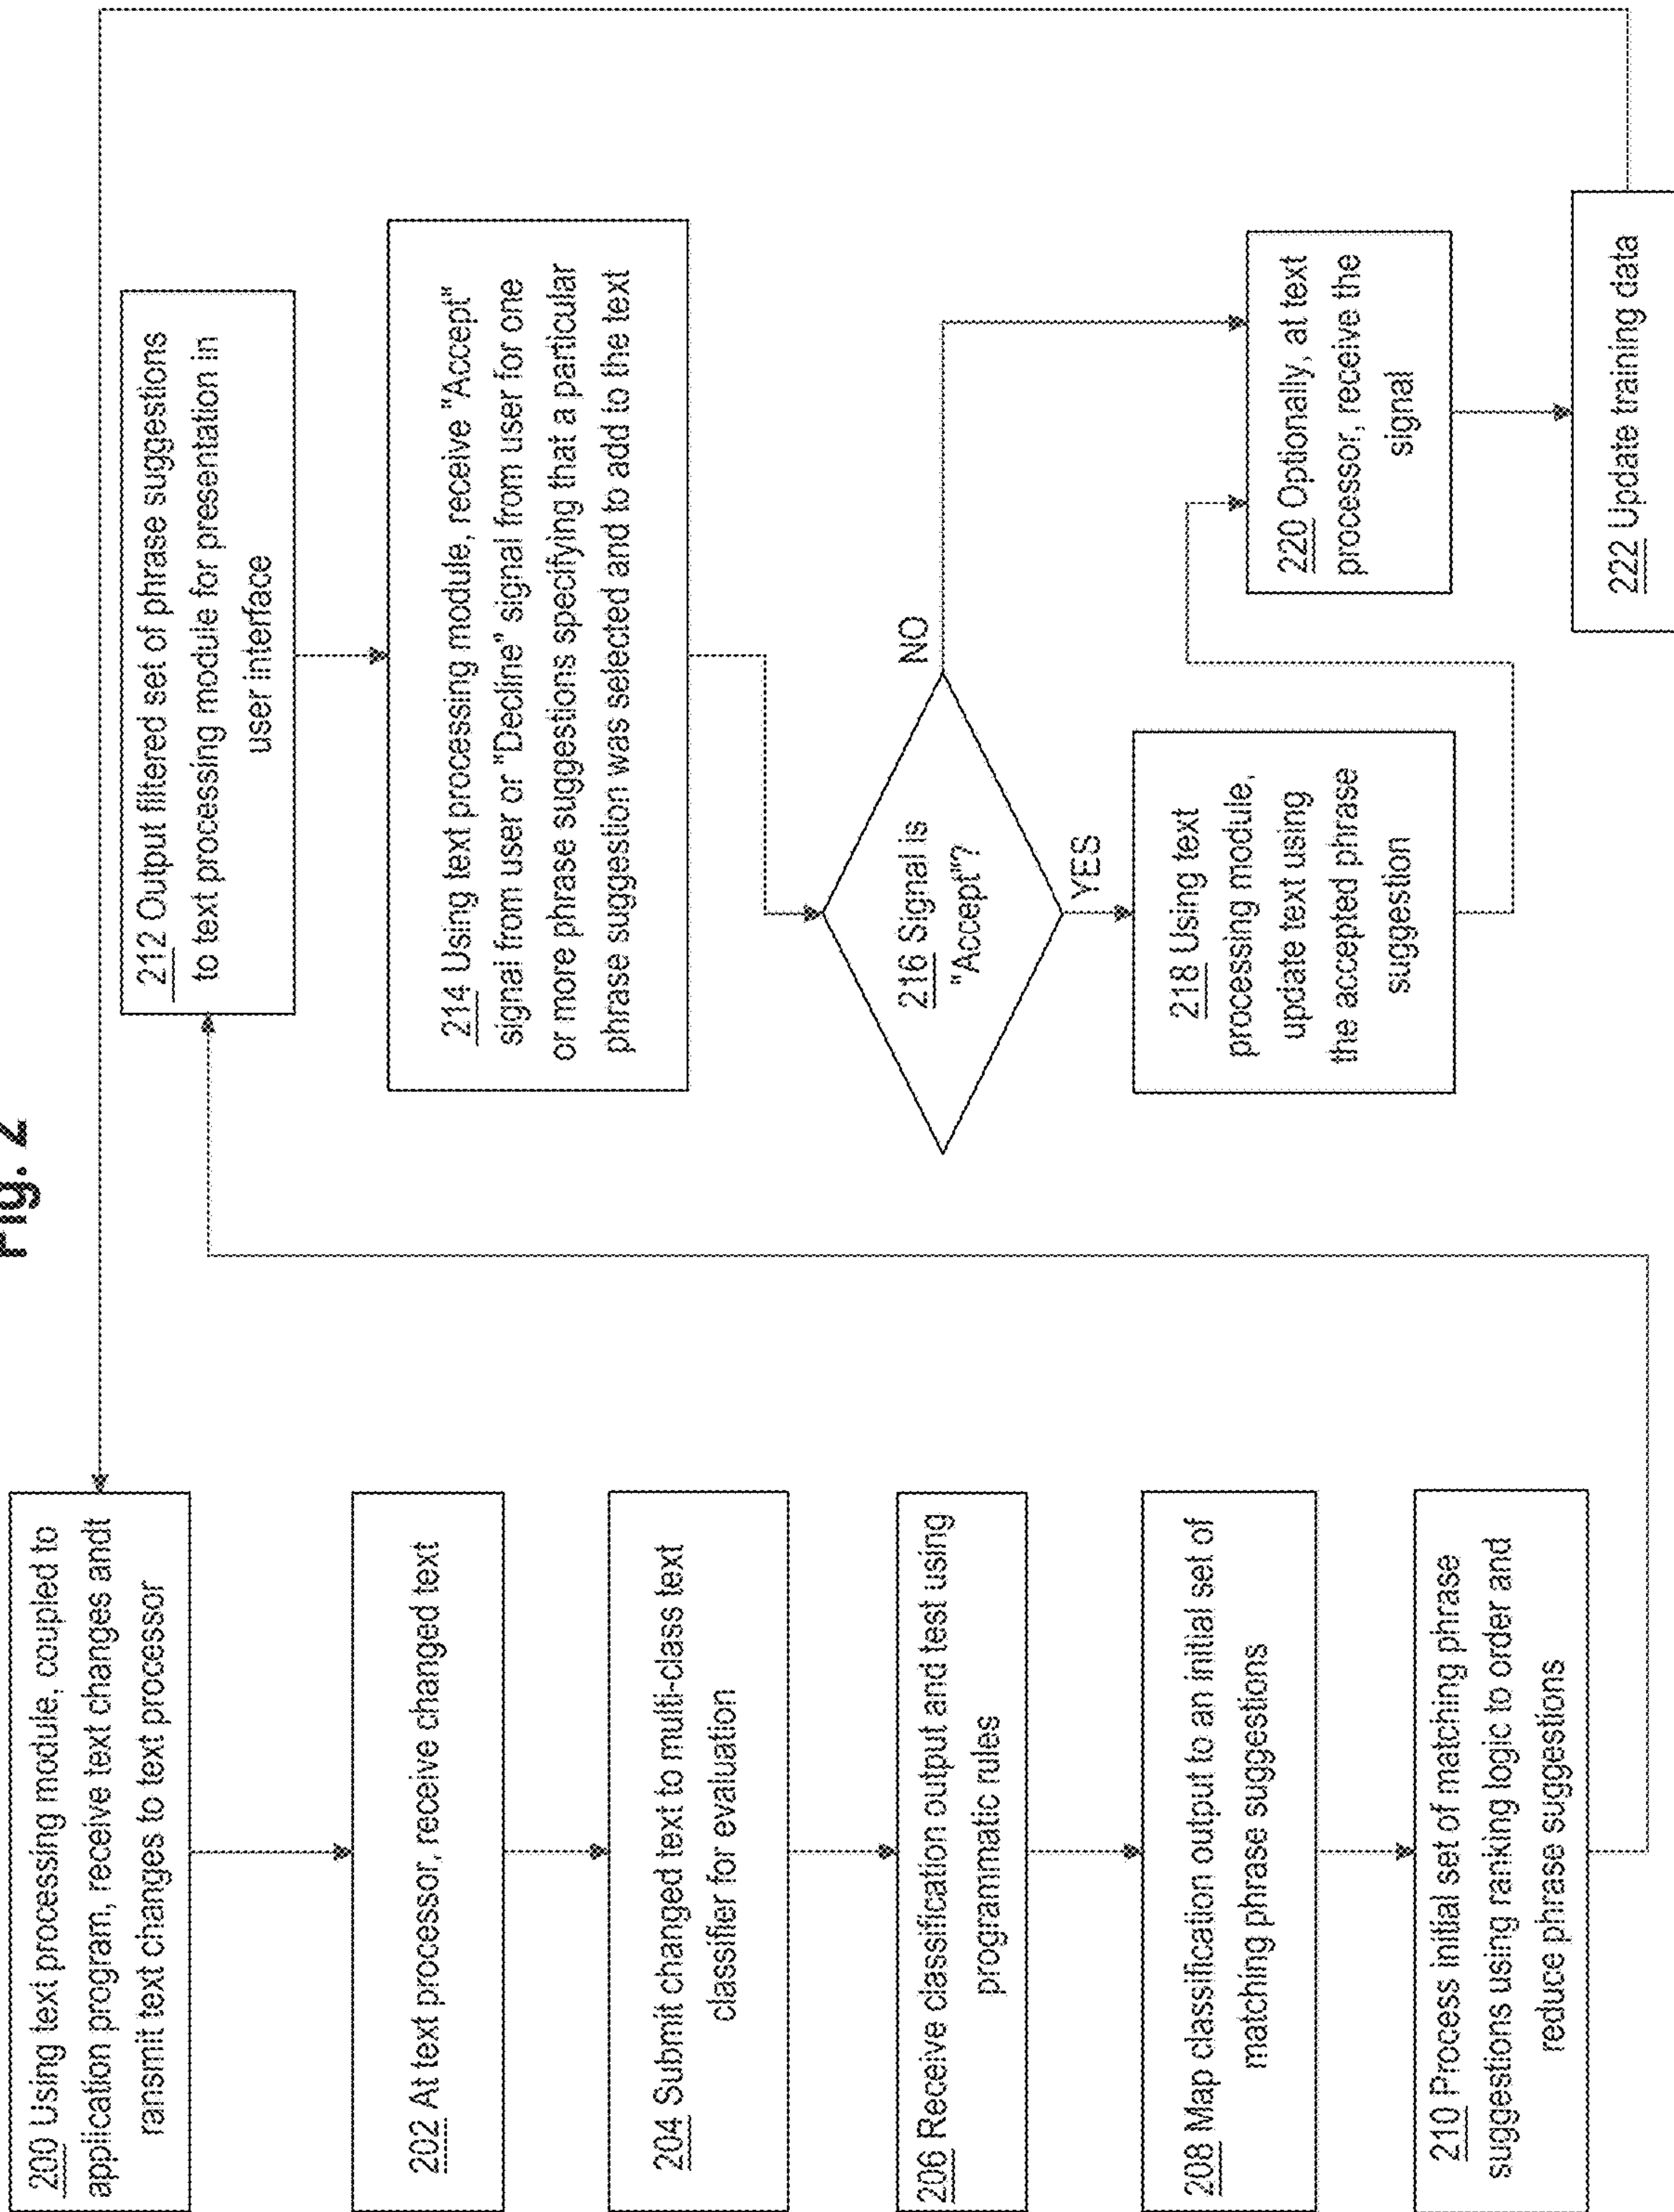 Fig. 2
200 Using text processing module, coupled to
application program, receive text changes andt
ransmit text changes to text processor
202 At text processor, receive changed text
204 Submit changed text to multi-class text
classifier for evaluation
206 Receive classification output and test using
programmatic rules
208 Map classification output to an initial set of
matching phrase suggestions
210 Process initial set of matching phrase
suggestions using ranking logic to order and
reduce phrase suggestions
212 Output filtered set of phrase suggestions
to text processing module for presentation in
user interface
214 Using text processing module, receive "Accept"
signal from user or "Decline" signal from user for one
or more phrase suggestions specifying that a particular
phrase suggestion was selected and to add to the text
216 Signal is
"Accept"?
NO
YES
218 Using text
processing module,
update text using
the accepted phrase
suggestion
220 Optionally, at text
processor, receive the
signal
222 Update training data